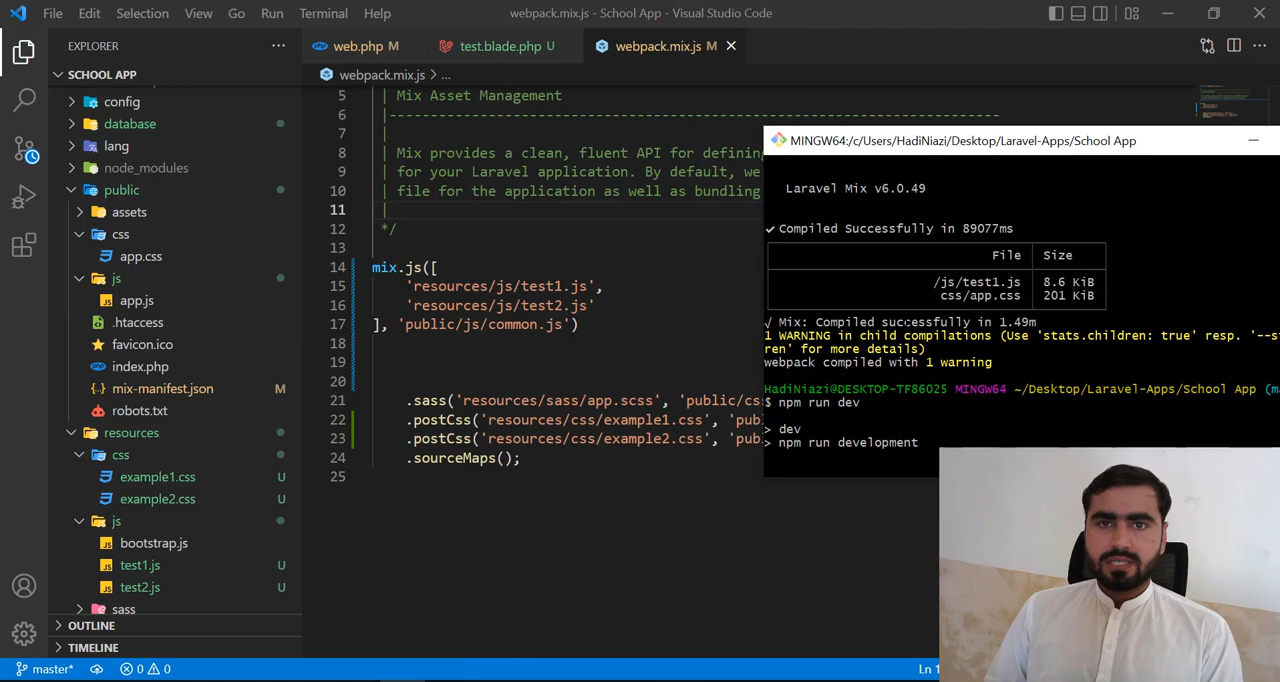 File Edit Selection View Go Run Terminal Help
webpack.mix.js - School App - Visual Studio Code
EXPLORER
SCHOOL APP
config
database
lang
node_modules
public
assets
css
app.css
js
app.js
.htaccess
favicon.ico
index.php
mix-manifest.json M
robots.txt
resources
css
example1.css U
example2.css U
js
bootstrap.js
test1.js U
test2.js U
sass
OUTLINE
TIMELINE
web.php M test.blade.php U webpack.mix.js M
webpack.mix.js > ...
5 | Mix Asset Management
6 |--------------------------------------------------------------------------
7 |
8 | Mix provides a clean, fluent API for defining
9 | for your Laravel application. By default, we
10 | file for the application as well as bundling
11 |
12 */
13
14 mix.js([
15 'resources/js/test1.js',
16 'resources/js/test2.js'
17 ], 'public/js/common.js')
18
19
20
21 .sass('resources/sass/app.scss', 'public/cs
22 .postCss('resources/css/example1.css', 'pub
23 .postCss('resources/css/example2.css', 'pub
24 .sourceMaps();
25
MINGW64:/c/Users/HadiNiazi/Desktop/Laravel-Apps/School App
Laravel Mix v6.0.49
✔ Compiled Successfully in 89077ms
File Size
/js/test1.js 8.6 KiB
css/app.css 201 KiB
√ Mix: Compiled successfully in 1.49m
1 WARNING in child compilations (Use 'stats.children: true' resp. '--st
ren' for more details)
webpack compiled with 1 warning
HadiNiazi@DESKTOP-TF86025 MINGW64 ~/Desktop/Laravel-Apps/School App (ma
$ npm run dev
> dev
> npm run development
master* 0 0
Ln 1